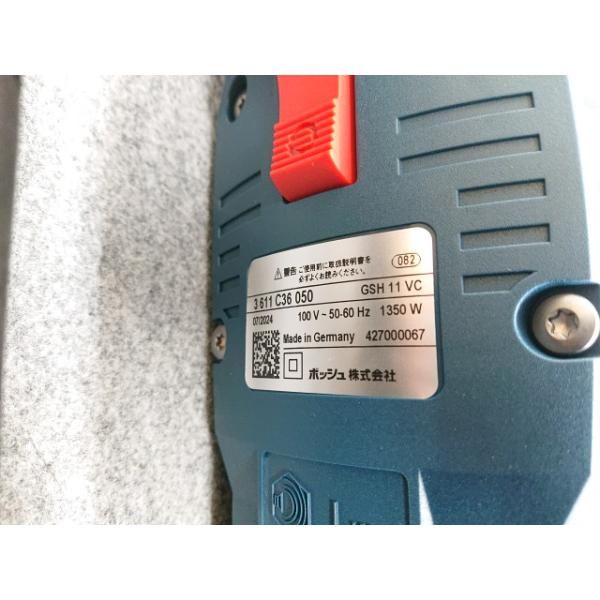 警告 ご使用前に取扱説明書を
必ずよくお読みください。
082
3 611 C36 050 GSH 11 VC
07/2024 100 V ~ 50-60 Hz 1350 W
Made in Germany 427000067
ボッシュ株式会社